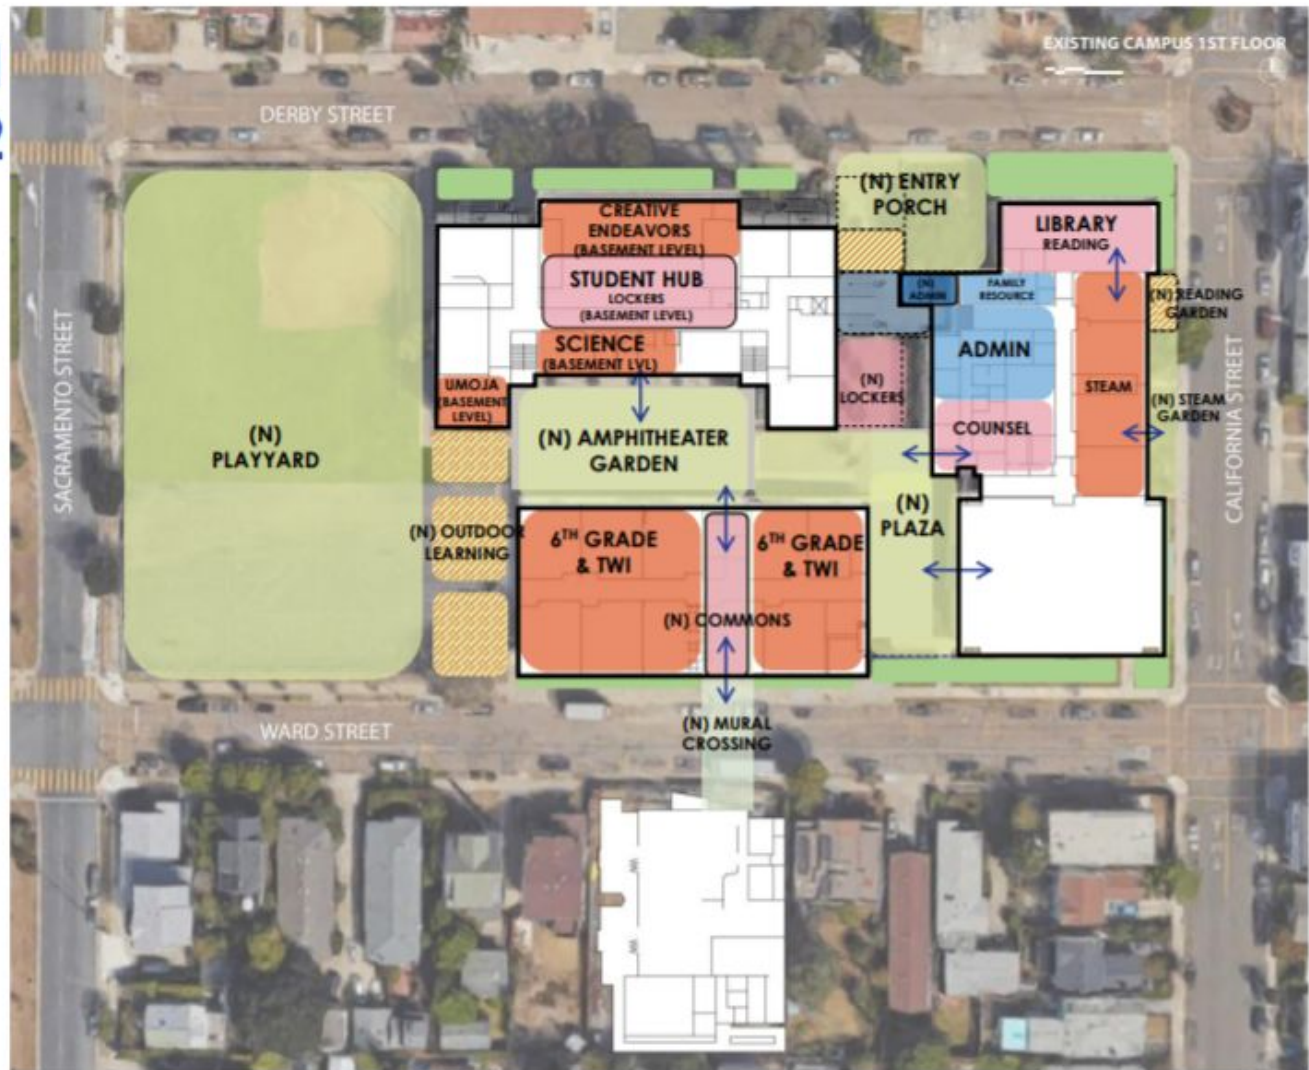 EXISTING CAMPUS 1ST FLOOR
DERBY STREET
(N) ENTRY
PORCH
CREATIVE
ENDEAVORS
(BASEMENT LEVEL)
LIBRARY
READING
STUDENT HUB
LOCKERS
(BASEMENT LEVEL)
(N)
ADMIN
FAMILY
RESOURCE
(N) READING
GARDEN
SCIENCE
(BASEMENT LVL)
ADMIN
UMOJA
(BASEMENT
LEVEL)
(N)
LOCKERS
STEAM
(N) STEAM
GARDEN
SACRAMENTO STREET
CALIFORNIA STREET
(N)
PLAYYARD
(N) AMPHITHEATER
GARDEN
COUNSEL
(N)
PLAZA
(N) OUTDOOR
LEARNING
6TH GRADE
& TWI
6TH GRADE
& TWI
(N) COMMONS
WARD STREET
(N) MURAL
CROSSING